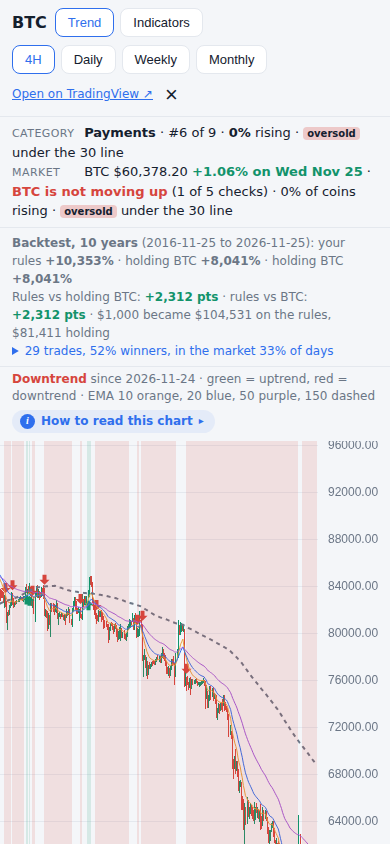 BTC Trend Indicators
4H Daily Weekly Monthly
Open on TradingView ↗ ✕
CATEGORY Payments · #6 of 9 · 0% rising · oversold
under the 30 line
MARKET BTC $60,378.20 +1.06% on Wed Nov 25 ·
BTC is not moving up (1 of 5 checks) · 0% of coins
rising · oversold under the 30 line
Backtest, 10 years (2016-11-25 to 2026-11-25): your
rules +10,353% · holding BTC +8,041% · holding BTC
+8,041%
Rules vs holding BTC: +2,312 pts · rules vs BTC:
+2,312 pts · $1,000 became $104,531 on the rules,
$81,411 holding
▶ 29 trades, 52% winners, in the market 33% of days
Downtrend since 2026-11-24 · green = uptrend, red =
downtrend · EMA 10 orange, 20 blue, 50 purple, 150 dashed
i How to read this chart ▸
96000.00
92000.00
88000.00
84000.00
80000.00
76000.00
72000.00
68000.00
64000.00